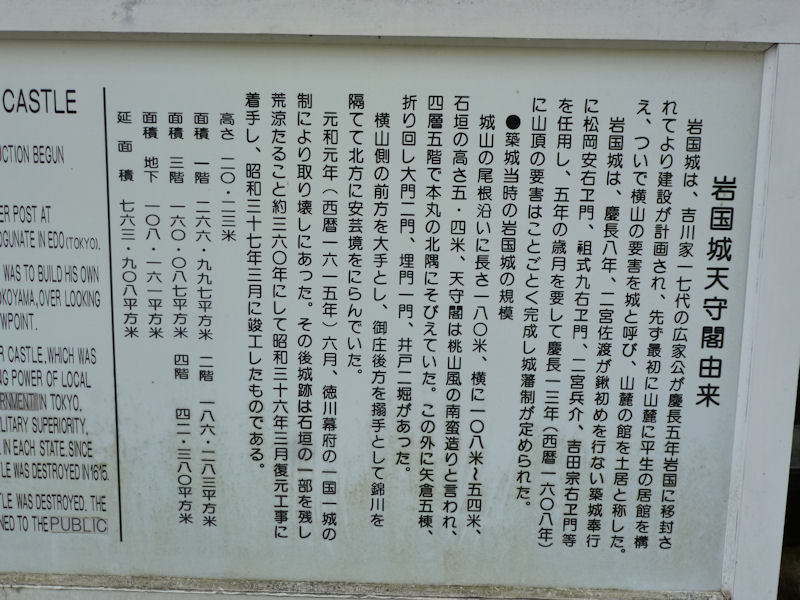 岩国城天守閣由来
岩国城は、吉川家一七代の広家公が慶長五年岩国に移封さ
れてより建設が計画され、先ず最初に山麓に平生の居館を構
え、ついで横山の要害を城と呼び、山麓の館を土居と称した。
岩国城は、慶長八年、二宮佐渡が鍬初めを行ない築城奉行
に松岡安右ヱ門、祖式九右ヱ門、二宮兵介、吉田宗右ヱ門等
を任用し、五年の歳月を要して慶長一三年（西暦一六〇八年）
に山頂の要害はことごとく完成し城藩制が定められた。
●築城当時の岩国城の規模
城山の尾根沿いに長さ一八〇米、横に一〇八米〜五四米、
石垣の高さ五・四米、天守閣は桃山風の南蛮造りと言われ、
四層五階で本丸の北隅にそびえていた。この外に矢倉五棟、
折り回し大門二門、埋門一門、井戸二堀があった。
横山側の前方を大手とし、御庄後方を搦手として錦川を
隔てて北方に安芸境をにらんでいた。
元和元年（西暦一六一五年）六月、徳川幕府の一国一城の
制により取り壊しにあった。その後城跡は石垣の一部を残し
荒涼たること約三六〇年にして昭和三十六年三月復元工事に
着手し、昭和三十七年三月に竣工したものである。
高さ 二〇・二三米
面積 一階 二六六・九九七平方米 二階 一八六・二八三平方米
面積 三階 一六〇・〇八七平方米 四階 四二・三八〇平方米
面積 地下 一〇八・一六一平方米
延面積 七六三・九〇八平方米
CASTLE
UCTION BEGUN
ER POST AT
OGUNATE IN EDO (TOKYO).
WAS TO BUILD HIS OWN
OKOYAMA, OVER LOOKING
WPOINT.
R CASTLE, WHICH WAS
NG POWER OF LOCAL
RNMENT IN TOKYO,
LITARY SUPERIORITY,
IN EACH STATE. SINCE
TLE WAS DESTROYED IN 1615.
TLE WAS DESTROYED. THE
NED TO THE PUBLIC